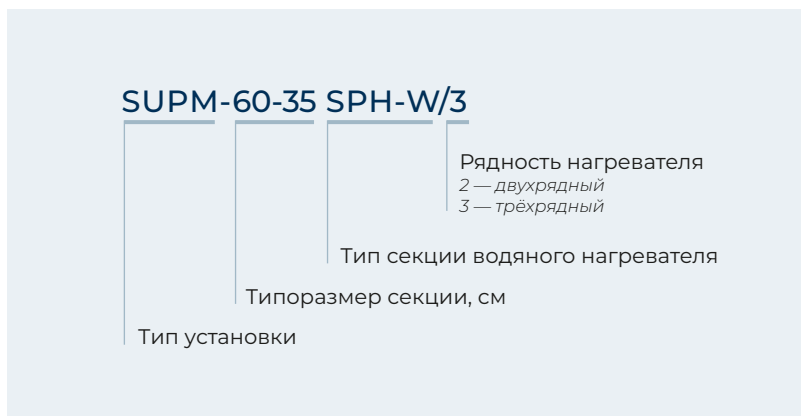 SUPM-60-35 SPH-W/3
Рядность нагревателя
2 — двухрядный
3 — трёхрядный
Тип секции водяного нагревателя
Типоразмер секции, см
Тип установки